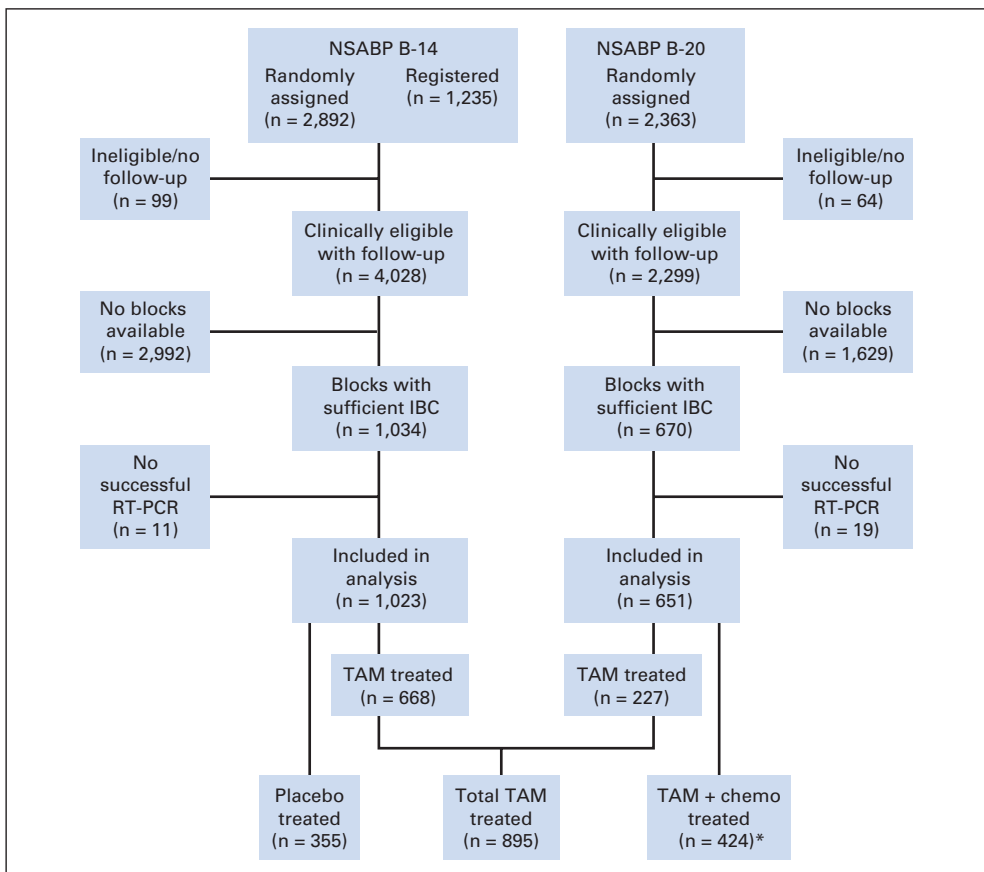 NSABP B-14
Randomly
assigned
(n = 2,892)
Registered
(n = 1,235)
NSABP B-20
Randomly
assigned
(n = 2,363)
Ineligible/no
follow-up
(n = 99)
Ineligible/no
follow-up
(n = 64)
Clinically eligible
with follow-up
(n = 4,028)
Clinically eligible
with follow-up
(n = 2,299)
No blocks
available
(n = 2,992)
No blocks
available
(n = 1,629)
Blocks with
sufficient IBC
(n = 1,034)
Blocks with
sufficient IBC
(n = 670)
No
successful
RT-PCR
(n = 11)
No
successful
RT-PCR
(n = 19)
Included in
analysis
(n = 1,023)
Included in
analysis
(n = 651)
TAM treated
(n = 668)
TAM treated
(n = 227)
Placebo
treated
(n = 355)
Total TAM
treated
(n = 895)
TAM + chemo
treated
(n = 424)*